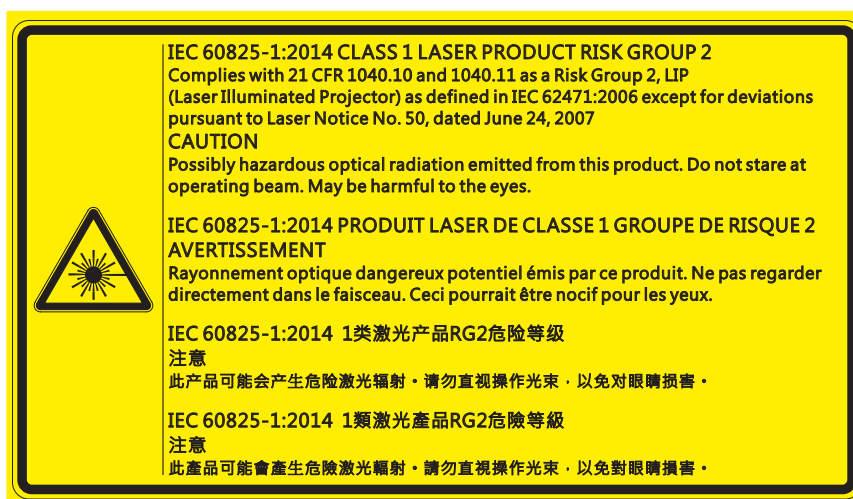 IEC 60825-1:2014 CLASS 1 LASER PRODUCT RISK GROUP 2
Complies with 21 CFR 1040.10 and 1040.11 as a Risk Group 2, LIP
(Laser Illuminated Projector) as defined in IEC 62471:2006 except for deviations
pursuant to Laser Notice No. 50, dated June 24, 2007
CAUTION
Possibly hazardous optical radiation emitted from this product. Do not stare at
operating beam. May be harmful to the eyes.
IEC 60825-1:2014 PRODUIT LASER DE CLASSE 1 GROUPE DE RISQUE 2
AVERTISSEMENT
Rayonnement optique dangereux potentiel émis par ce produit. Ne pas regarder
directement dans le faisceau. Ceci pourrait être nocif pour les yeux.
IEC 60825-1:2014 1类激光产品RG2危险等级
注意
此产品可能会产生危险激光辐射。请勿直视操作光束，以免对眼睛损害。
IEC 60825-1:2014 1類激光產品RG2危險等級
注意
此產品可能會產生危險激光輻射。請勿直視操作光束，以免對眼睛損害。